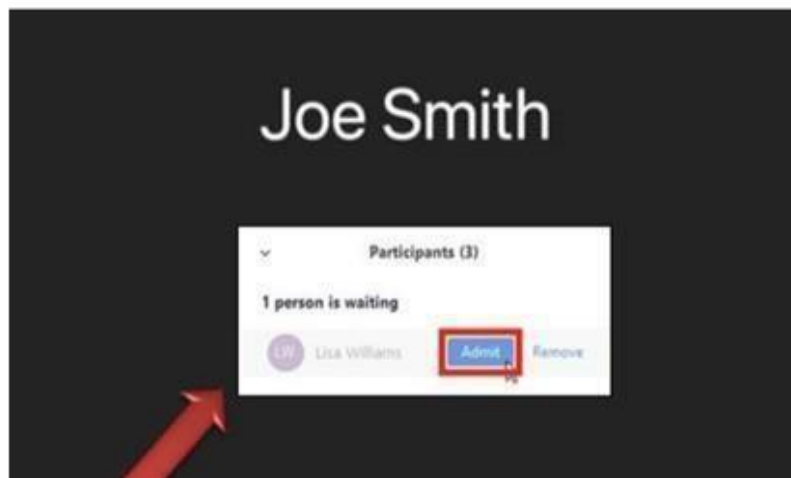 Joe Smith
Participants (3)
1 person is waiting
LW Lisa Williams Admit Remove